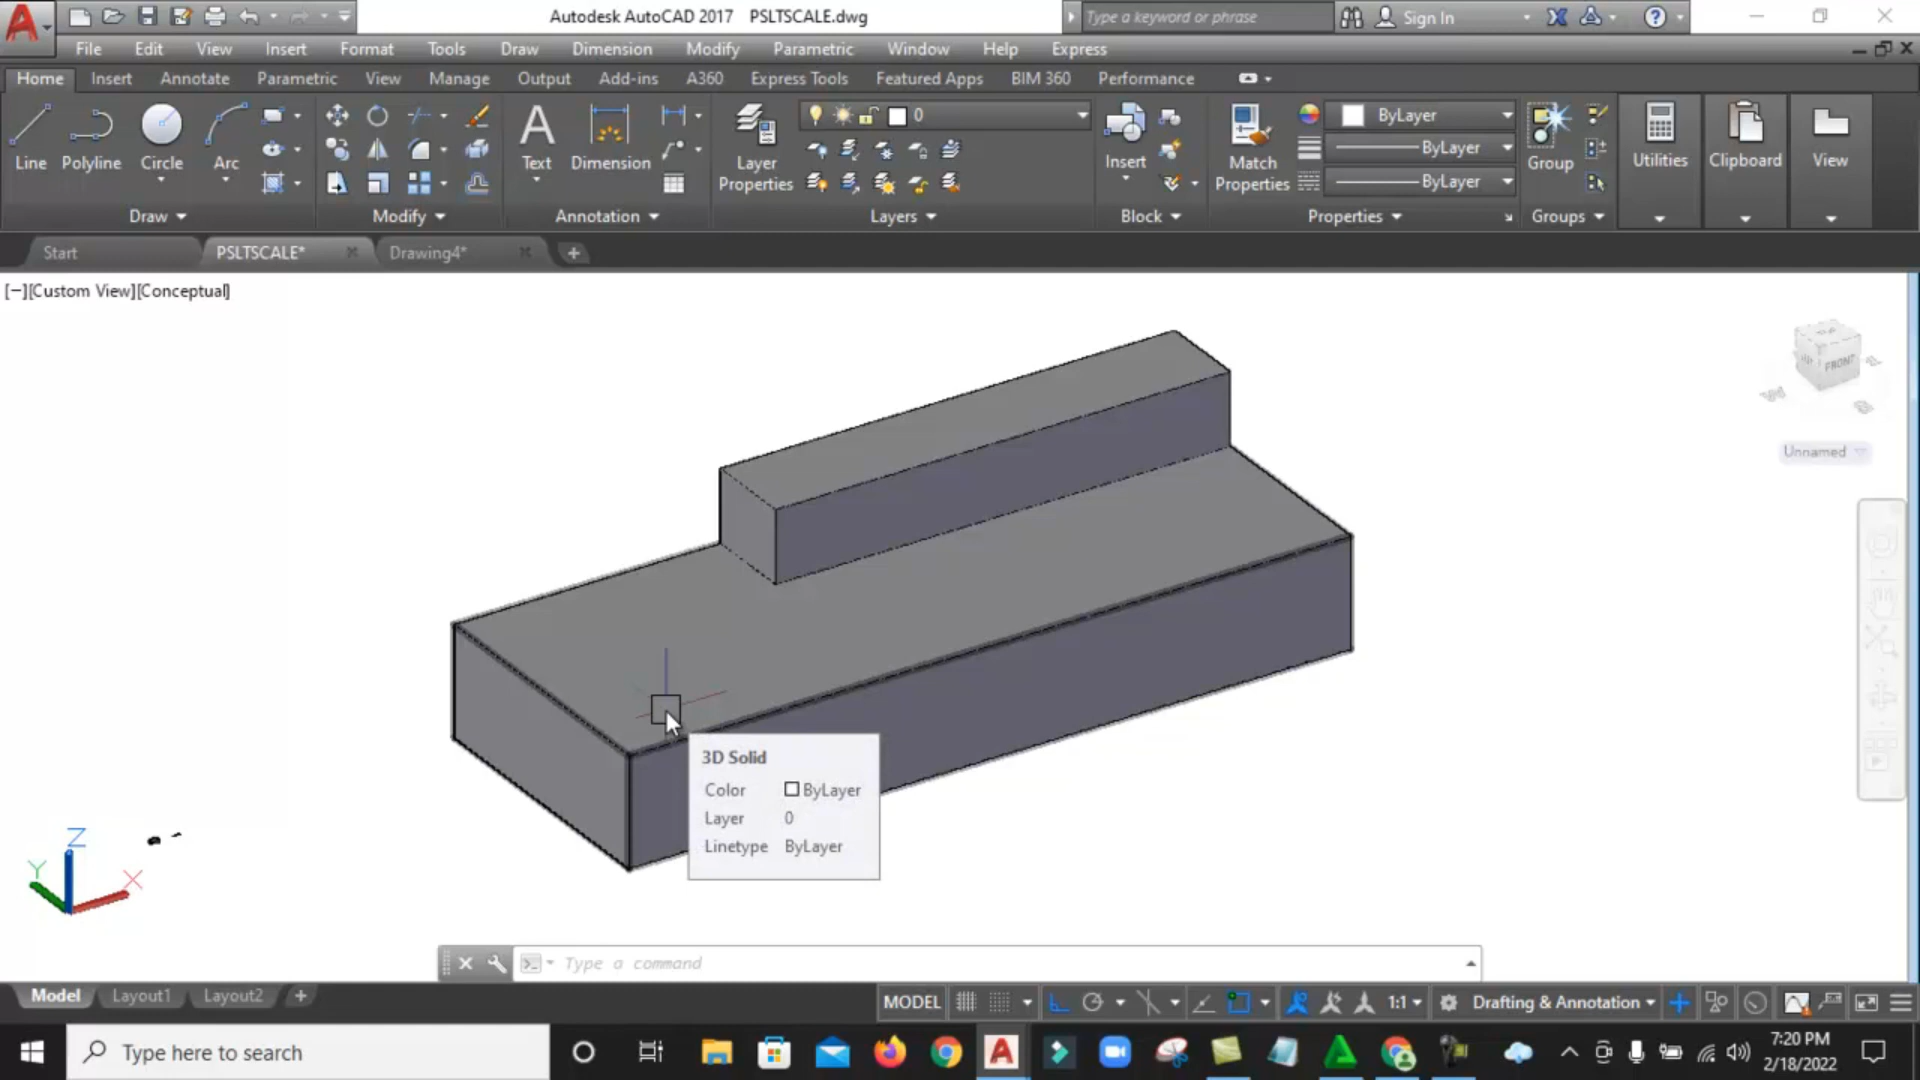 Autodesk AutoCAD 2017 PSLTSCALE.dwg
Type a keyword or phrase
Sign In
File Edit View Insert Format Tools Draw Dimension Modify Parametric Window Help Express
Home Insert Annotate Parametric View Manage Output Add-ins A360 Express Tools Featured Apps BIM 360 Performance
0
ByLayer
Line Polyline Circle Arc
Text Dimension
Layer
Properties
Insert
Match
Properties
ByLayer
ByLayer
Group
Utilities Clipboard View
Draw Modify Annotation Layers Block Properties Groups
Start PSLTSCALE* Drawing4*
[−][Custom View][Conceptual]
FRONT
Unnamed
3D Solid
Color ByLayer
Layer 0
Linetype ByLayer
Z
Y
X
Type a command
Model Layout1 Layout2
MODEL 1:1 Drafting & Annotation
Type here to search
7:20 PM
2/18/2022